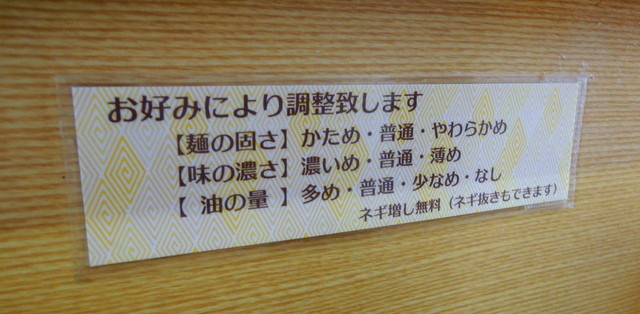 お好みにより調整致します
【麺の固さ】かため・普通・やわらかめ
【味の濃さ】濃いめ・普通・薄め
【 油の量 】多め・普通・少なめ・なし
ネギ増し無料（ネギ抜きもできます）